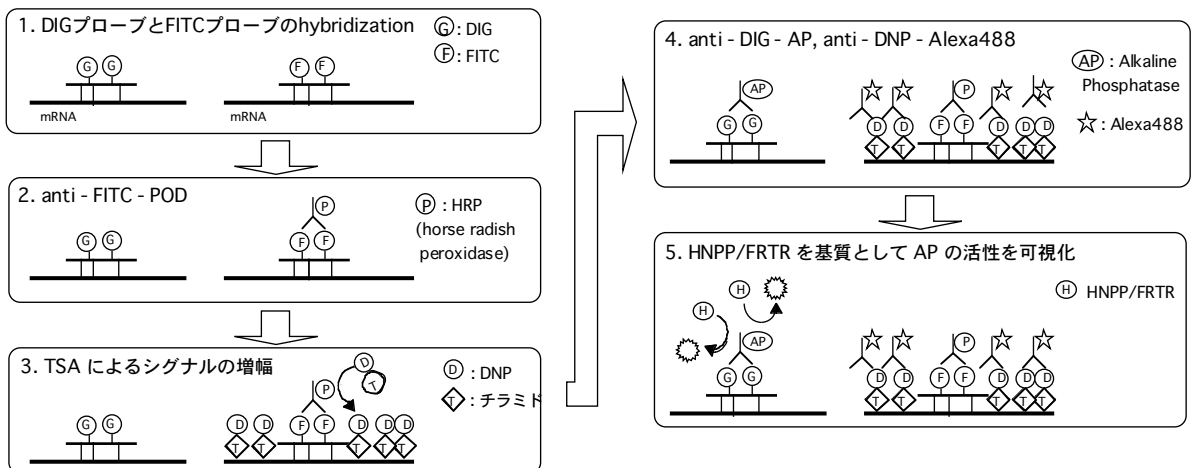 1. DIGプローブとFITCプローブのhybridization
G : DIG
F : FITC
G G
F F
mRNA
mRNA
2. anti - FITC - POD
P : HRP
(horse radish
peroxidase)
P
G G
F F
3. TSA によるシグナルの増幅
D : DNP
T : チラミド
D
T
P
G G
D D F F D D D
T T T T T
4. anti - DIG - AP, anti - DNP - Alexa488
AP : Alkaline
Phosphatase
: Alexa488
AP
P
G G
D D F F D D D
T T T T T
5. HNPP/FRTR を基質として AP の活性を可視化
H HNPP/FRTR
H
H
AP
P
G G
D D F F D D D
T T T T T